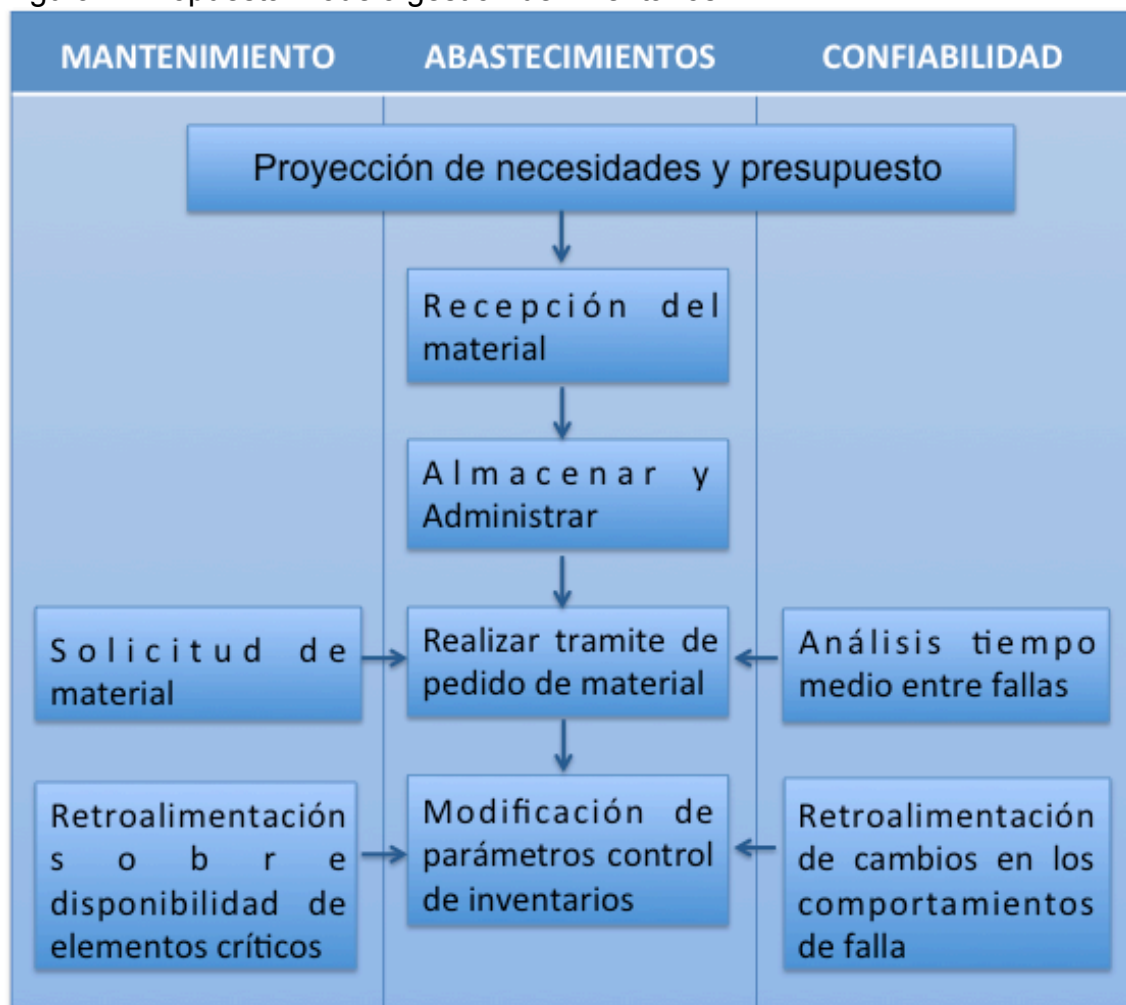 MANTENIMIENTO ABASTECIMIENTOS CONFIABILIDAD
Proyección de necesidades y presupuesto
Recepción del
material
Almacenar y
Administrar
Solicitud de
material
Realizar tramite de
pedido de material
Análisis tiempo
medio entre fallas
Retroalimentación
sobre
disponibilidad de
elementos críticos
Modificación de
parámetros control
de inventarios
Retroalimentación
de cambios en los
comportamientos
de falla